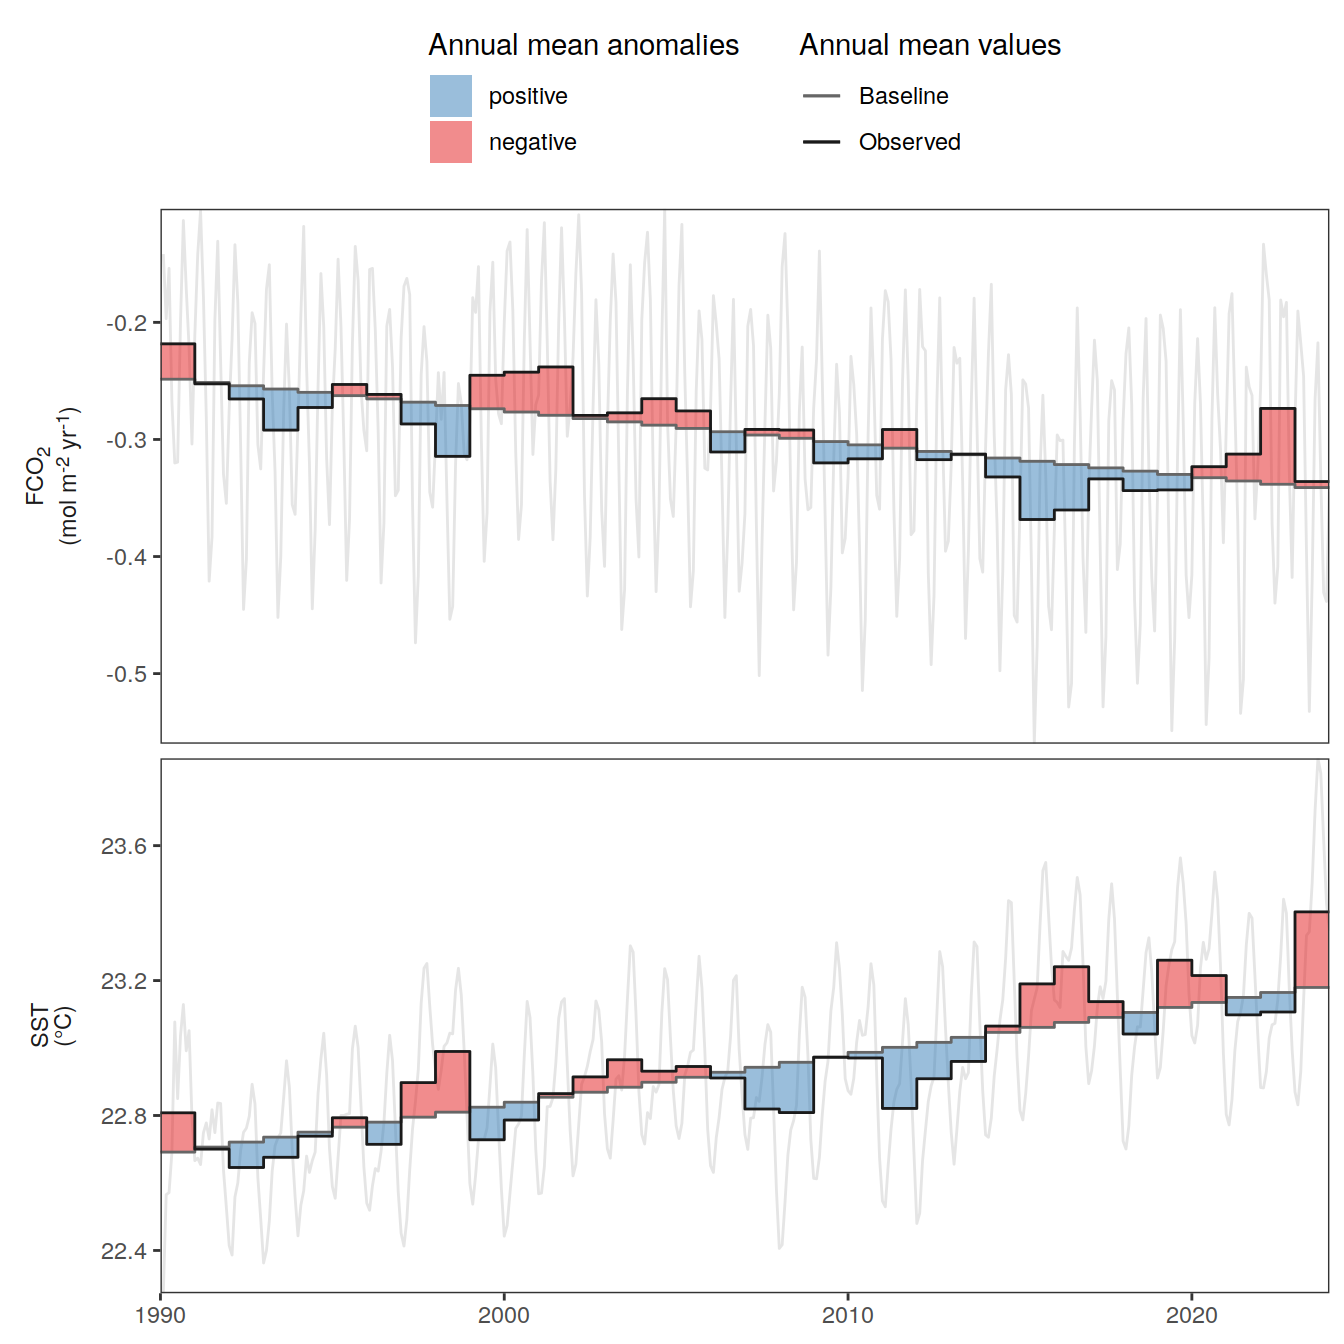 Annual mean anomalies
positive
negative
Annual mean values
Baseline
Observed
FCO₂
(mol m⁻² yr⁻¹)
-0.2
-0.3
-0.4
-0.5
SST
(°C)
23.6
23.2
22.8
22.4
1990
2000
2010
2020